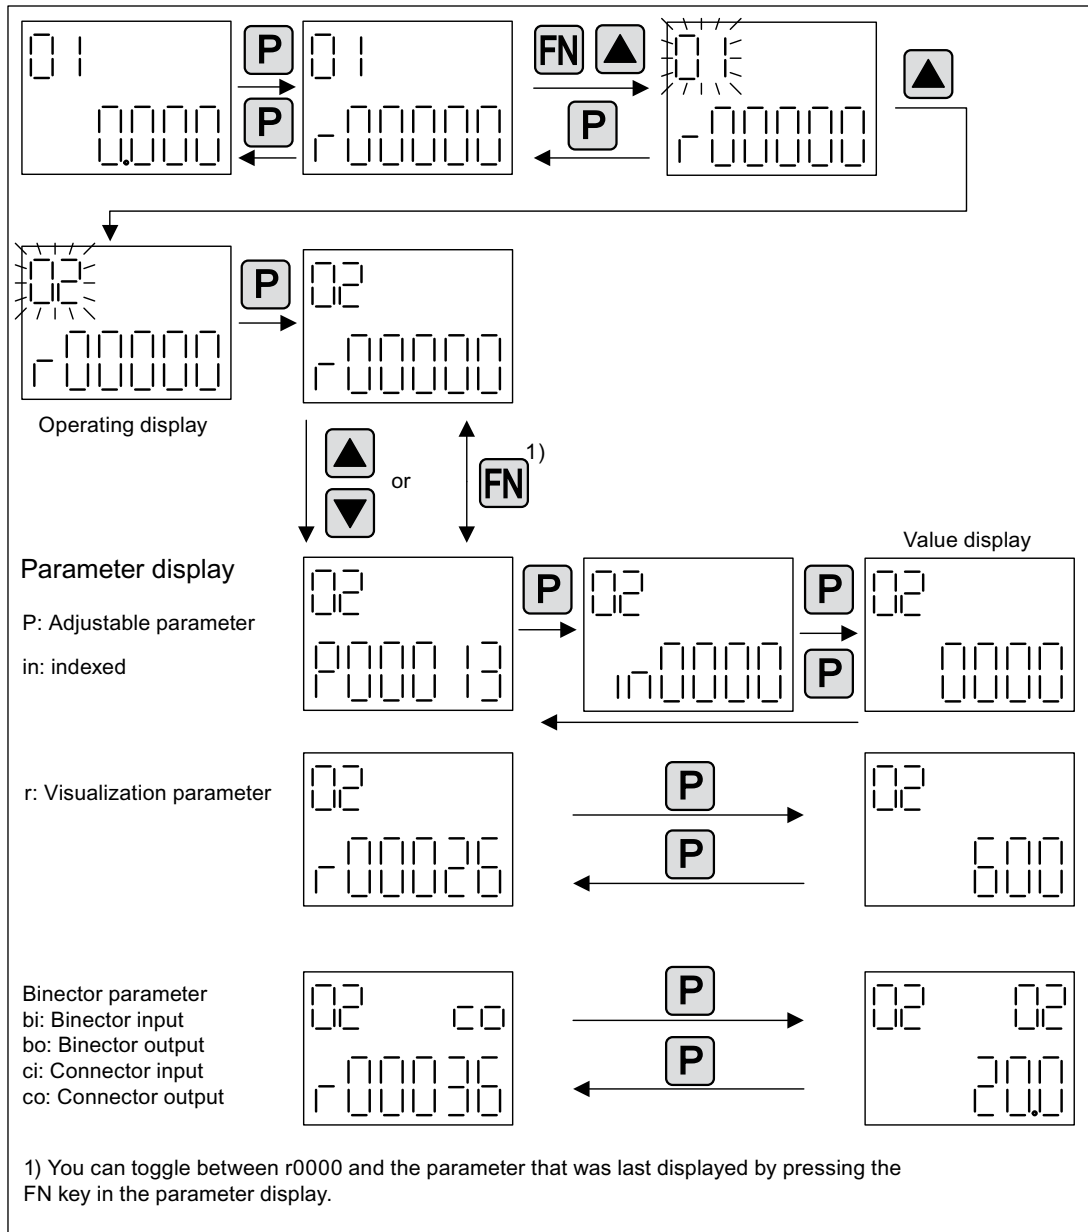 01 P 01 FN ▲ 01 ▲
0.000 P r00000 P r00000
02 P 02
r00000 r00000
Operating display
▲ or FN 1)
▼
Value display
Parameter display
02 P 02 P 02
P: Adjustable parameter
P00013 in0000 P 0000
in: indexed
r: Visualization parameter
02 P 02
r00026 P 600
Binector parameter
02 co P 02 02
bi: Binector input
bo: Binector output
ci: Connector input
r00036 P 20.0
co: Connector output
1) You can toggle between r0000 and the parameter that was last displayed by pressing the
FN key in the parameter display.